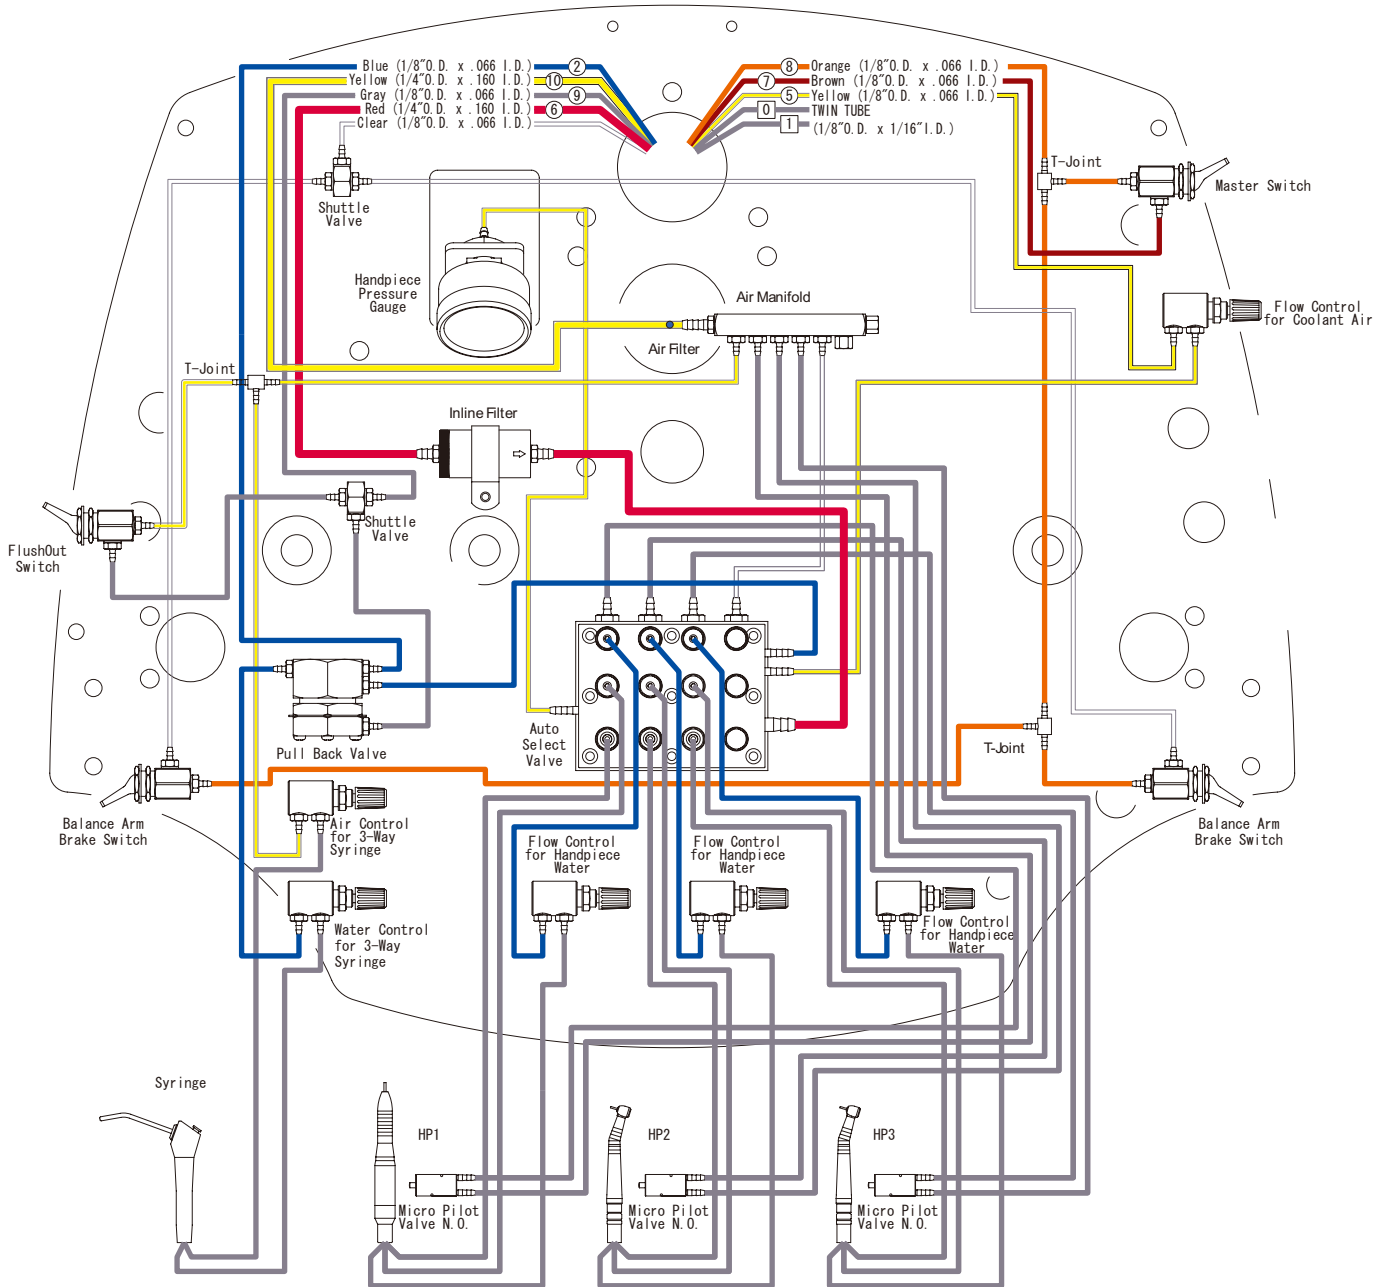 Blue (1/8"O.D. x .066 I.D.) 2
Yellow (1/4"O.D. x .160 I.D.) 10
Gray (1/8"O.D. x .066 I.D.) 9
Red (1/4"O.D. x .160 I.D.) 6
Clear (1/8"O.D. x .066 I.D.)
8 Orange (1/8"O.D. x .066 I.D.)
7 Brown (1/8"O.D. x .066 I.D.)
5 Yellow (1/8"O.D. x .066 I.D.)
0 TWIN TUBE
1 (1/8"O.D. x 1/16"I.D.)
T-Joint
Master Switch
Shuttle
Valve
Handpiece
Pressure
Gauge
Air Manifold
Flow Control
for Coolant Air
Air Filter
T-Joint
Inline Filter
Shuttle
Valve
FlushOut
Switch
Pull Back Valve
Auto
Select
Valve
T-Joint
Balance Arm
Brake Switch
Air Control
for 3-Way
Syringe
Balance Arm
Brake Switch
Flow Control
for Handpiece
Water
Flow Control
for Handpiece
Water
Water Control
for 3-Way
Syringe
Flow Control
for Handpiece
Water
Syringe
HP1
HP2
HP3
Micro Pilot
Valve N.O.
Micro Pilot
Valve N.O.
Micro Pilot
Valve N.O.